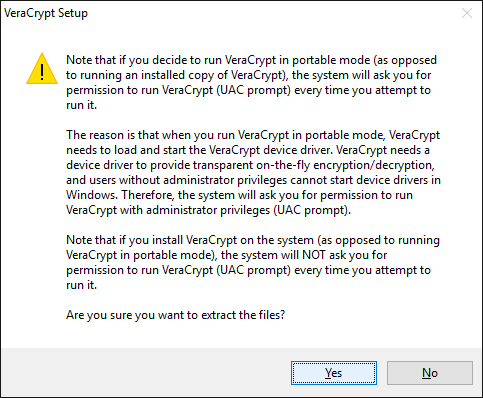 VeraCrypt Setup
Note that if you decide to run VeraCrypt in portable mode (as opposed
to running an installed copy of VeraCrypt), the system will ask you for
permission to run VeraCrypt (UAC prompt) every time you attempt to
run it.
The reason is that when you run VeraCrypt in portable mode, VeraCrypt
needs to load and start the VeraCrypt device driver. VeraCrypt needs a
device driver to provide transparent on-the-fly encryption/decryption,
and users without administrator privileges cannot start device drivers in
Windows. Therefore, the system will ask you for permission to run
VeraCrypt with administrator privileges (UAC prompt).
Note that if you install VeraCrypt on the system (as opposed to running
VeraCrypt in portable mode), the system will NOT ask you for
permission to run VeraCrypt (UAC prompt) every time you attempt to
run it.
Are you sure you want to extract the files?
Yes No